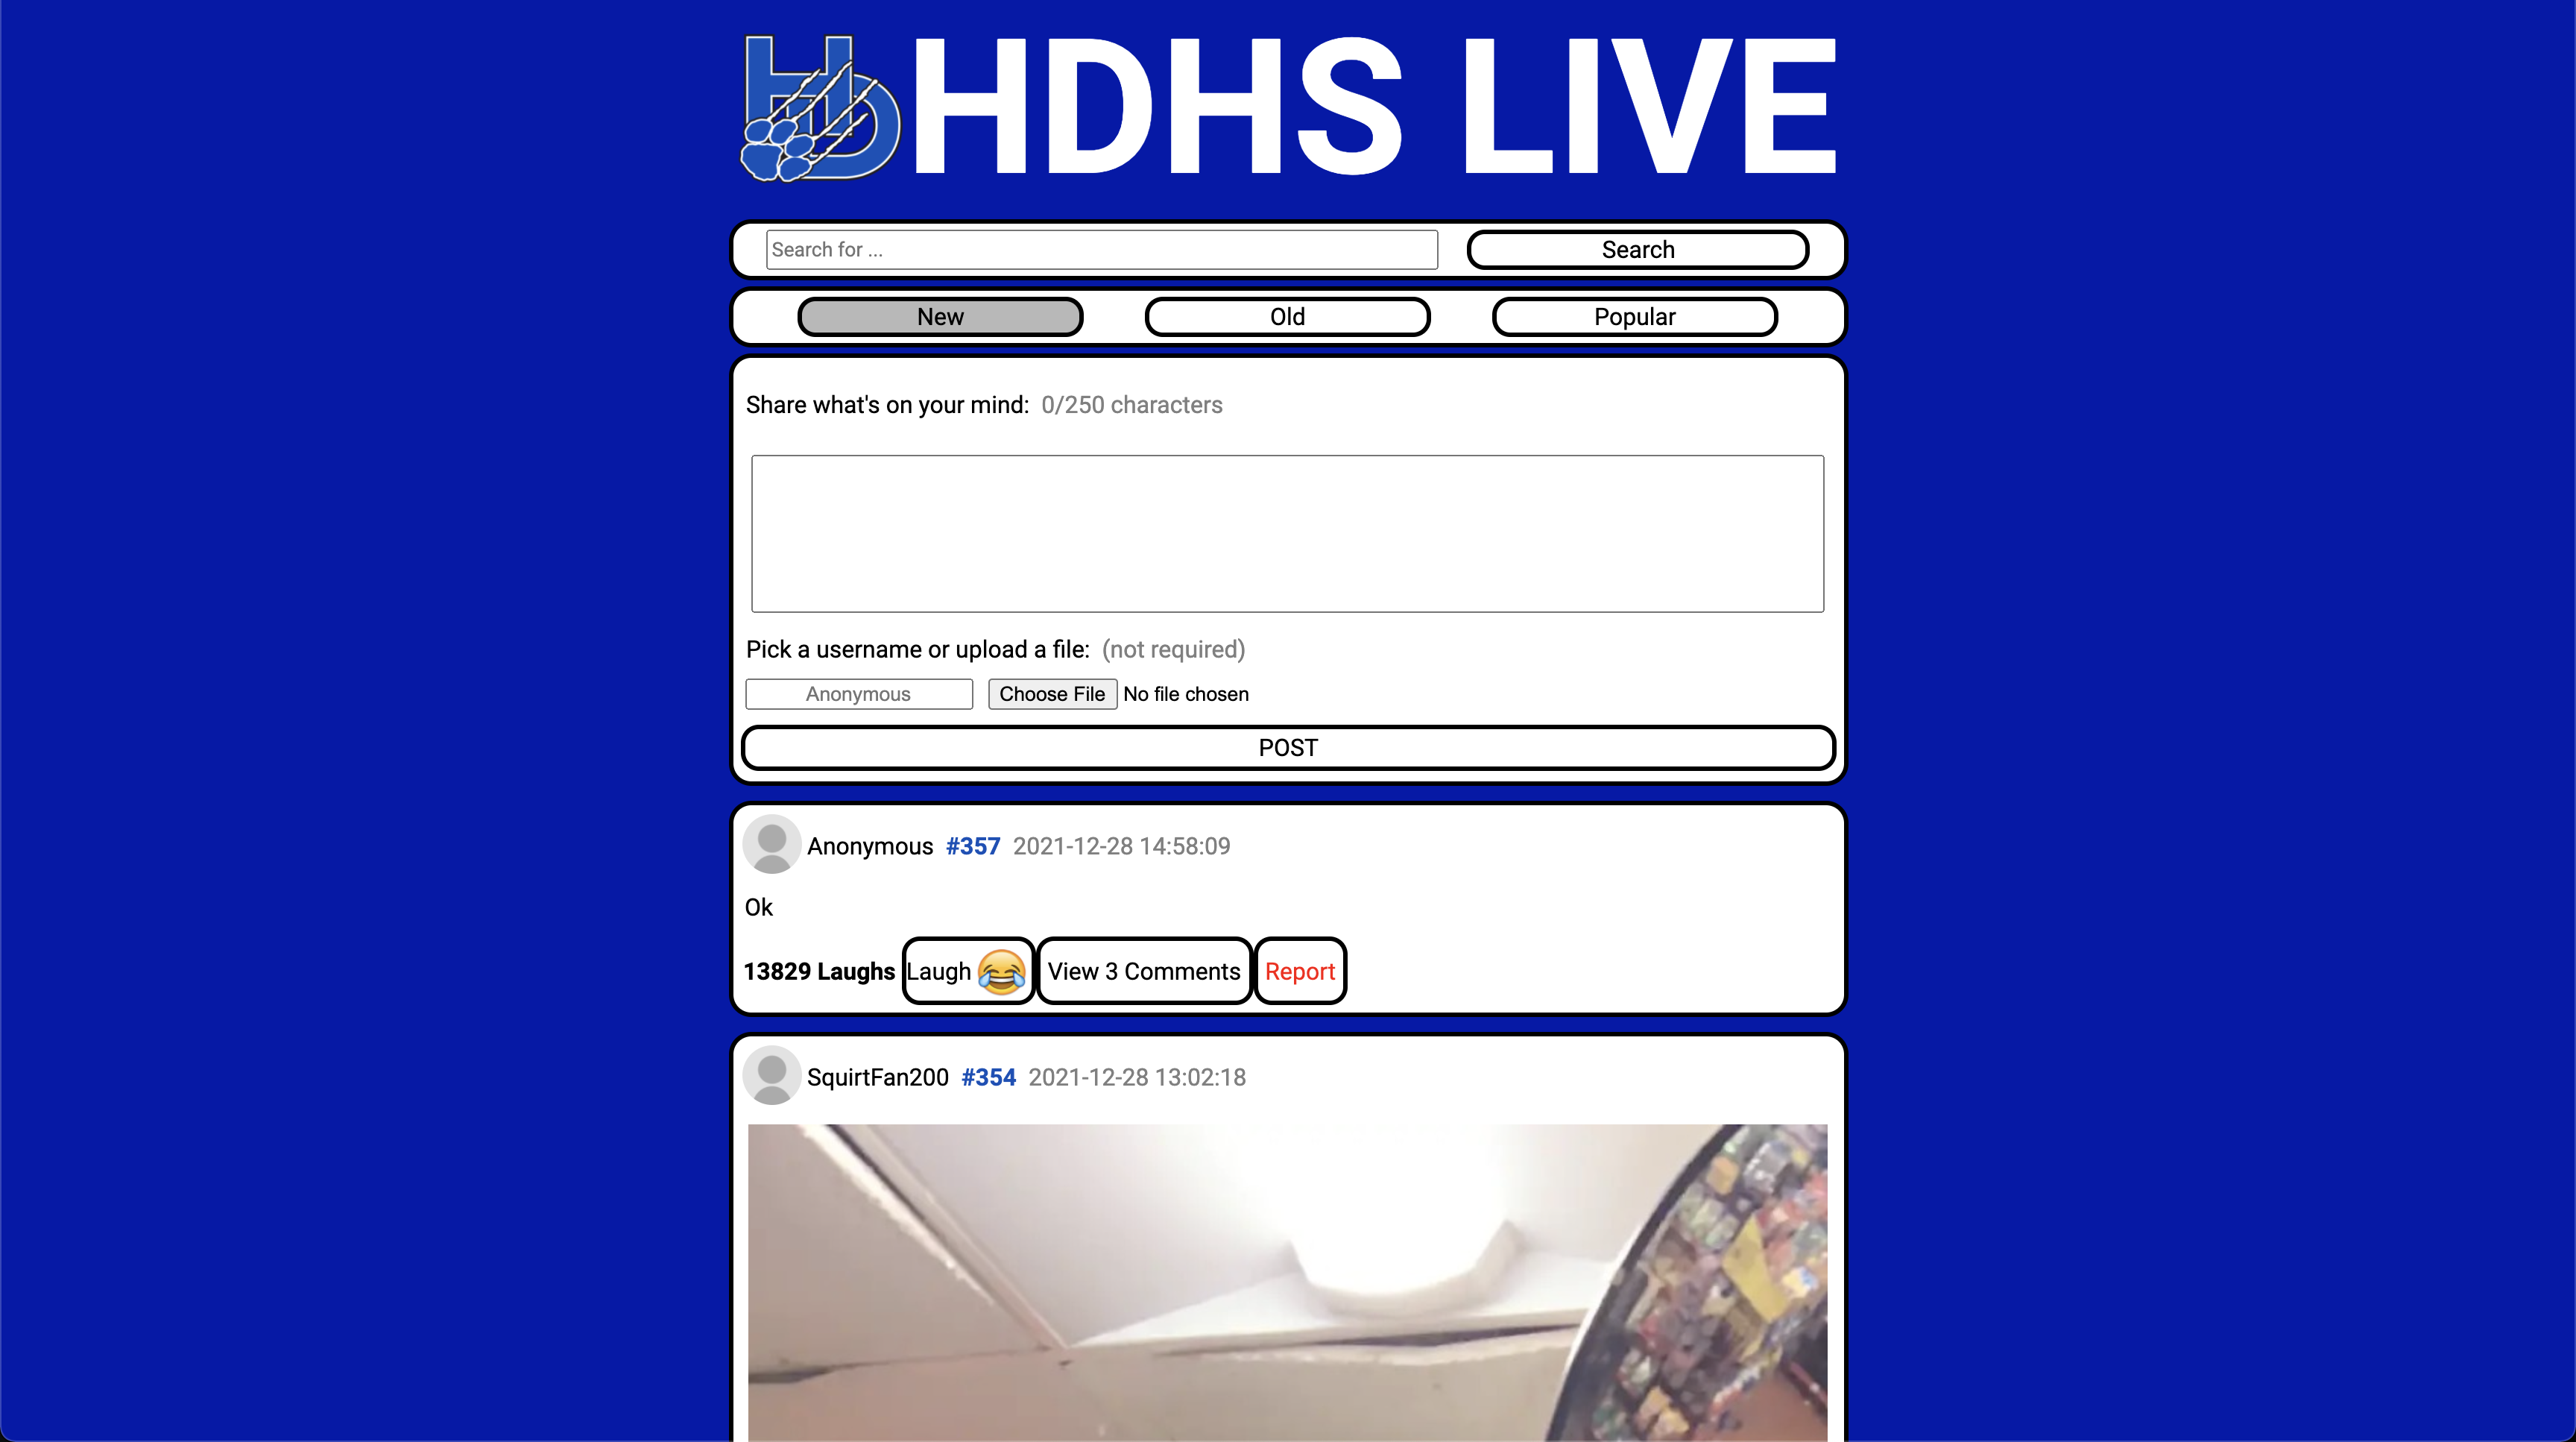 HD HDHS LIVE
Search for ... Search
New Old Popular
Share what's on your mind: 0/250 characters
Pick a username or upload a file: (not required)
Anonymous Choose File No file chosen
POST
Anonymous #357 2021-12-28 14:58:09
Ok
13829 Laughs Laugh 😂 View 3 Comments Report
SquirtFan200 #354 2021-12-28 13:02:18